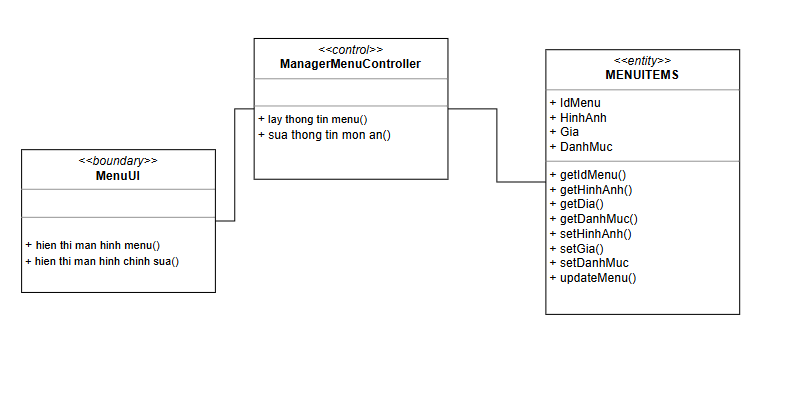 <<boundary>>
MenuUI
+ hien thi man hinh menu()
+ hien thi man hinh chinh sua()
<<control>>
ManagerMenuController
+ lay thong tin menu()
+ sua thong tin mon an()
<<entity>>
MENUITEMS
+ IdMenu
+ HinhAnh
+ Gia
+ DanhMuc
+ getIdMenu()
+ getHinhAnh()
+ getDia()
+ getDanhMuc()
+ setHinhAnh()
+ setGia()
+ setDanhMuc
+ updateMenu()